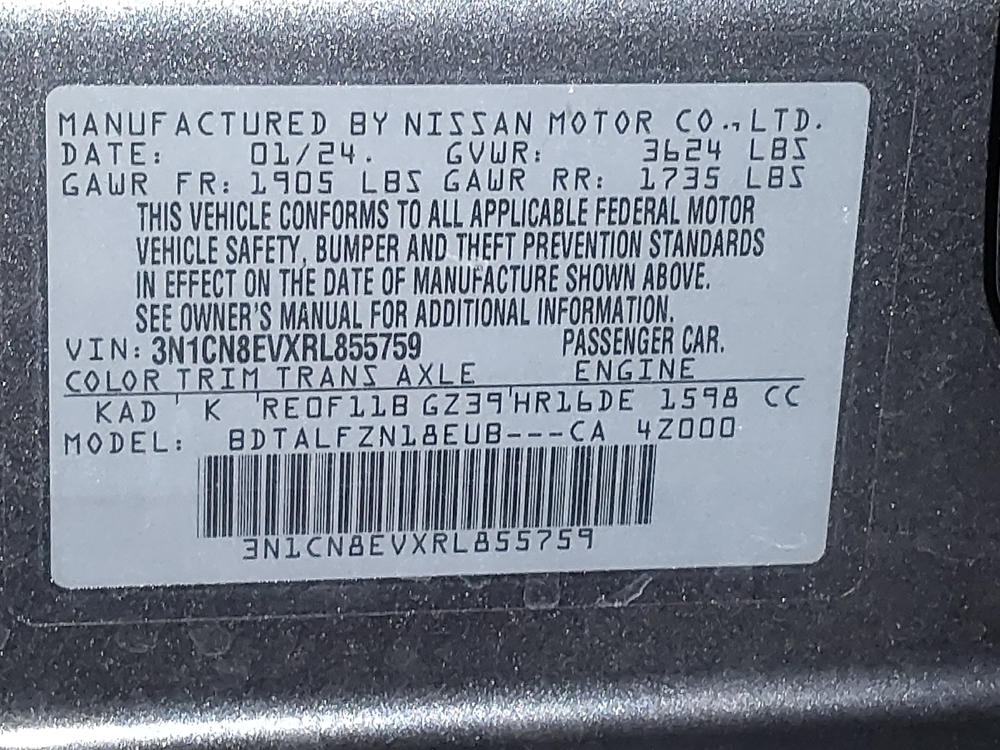 MANUFACTURED BY NISSAN MOTOR CO., LTD.
DATE: 01/24. GVWR: 3624 LBS
GAWR FR: 1905 LBS GAWR RR: 1735 LBS
THIS VEHICLE CONFORMS TO ALL APPLICABLE FEDERAL MOTOR
VEHICLE SAFETY, BUMPER AND THEFT PREVENTION STANDARDS
IN EFFECT ON THE DATE OF MANUFACTURE SHOWN ABOVE.
SEE OWNER'S MANUAL FOR ADDITIONAL INFORMATION.
VIN: 3N1CN8EVXRL855759 PASSENGER CAR.
COLOR TRIM TRANS AXLE ENGINE
KAD K RE0F11B GZ39 HR16DE 1598 CC
MODEL: BDTALFZN18EUB---CA 4Z000
3N1CN8EVXRL855759